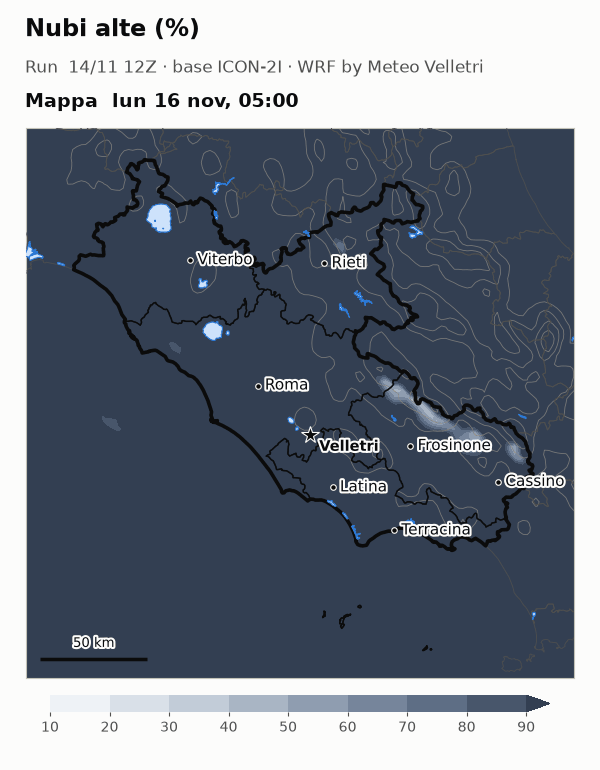 Nubi alte (%)
Run 14/11 12Z · base ICON-2I · WRF by Meteo Velletri
Mappa lun 16 nov, 05:00
Viterbo
Rieti
Roma
Velletri
Frosinone
Cassino
Latina
Terracina
50 km
10 20 30 40 50 60 70 80 90